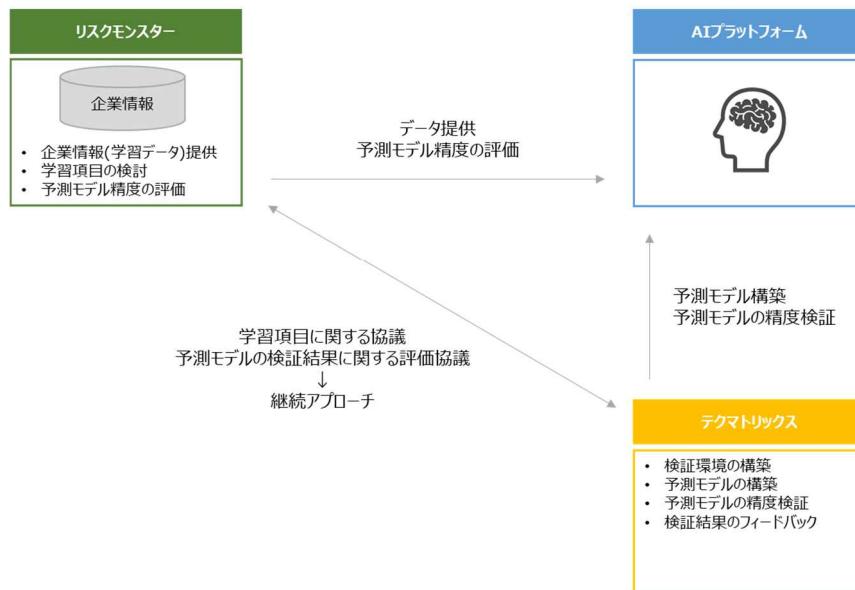 リスクモンスター
企業情報
• 企業情報(学習データ)提供
• 学習項目の検討
• 予測モデル精度の評価
データ提供
予測モデル精度の評価
AIプラットフォーム
学習項目に関する協議
予測モデルの検証結果に関する評価協議
↓
継続アプローチ
予測モデル構築
予測モデルの精度検証
テクマトリックス
• 検証環境の構築
• 予測モデルの構築
• 予測モデルの精度検証
• 検証結果のフィードバック